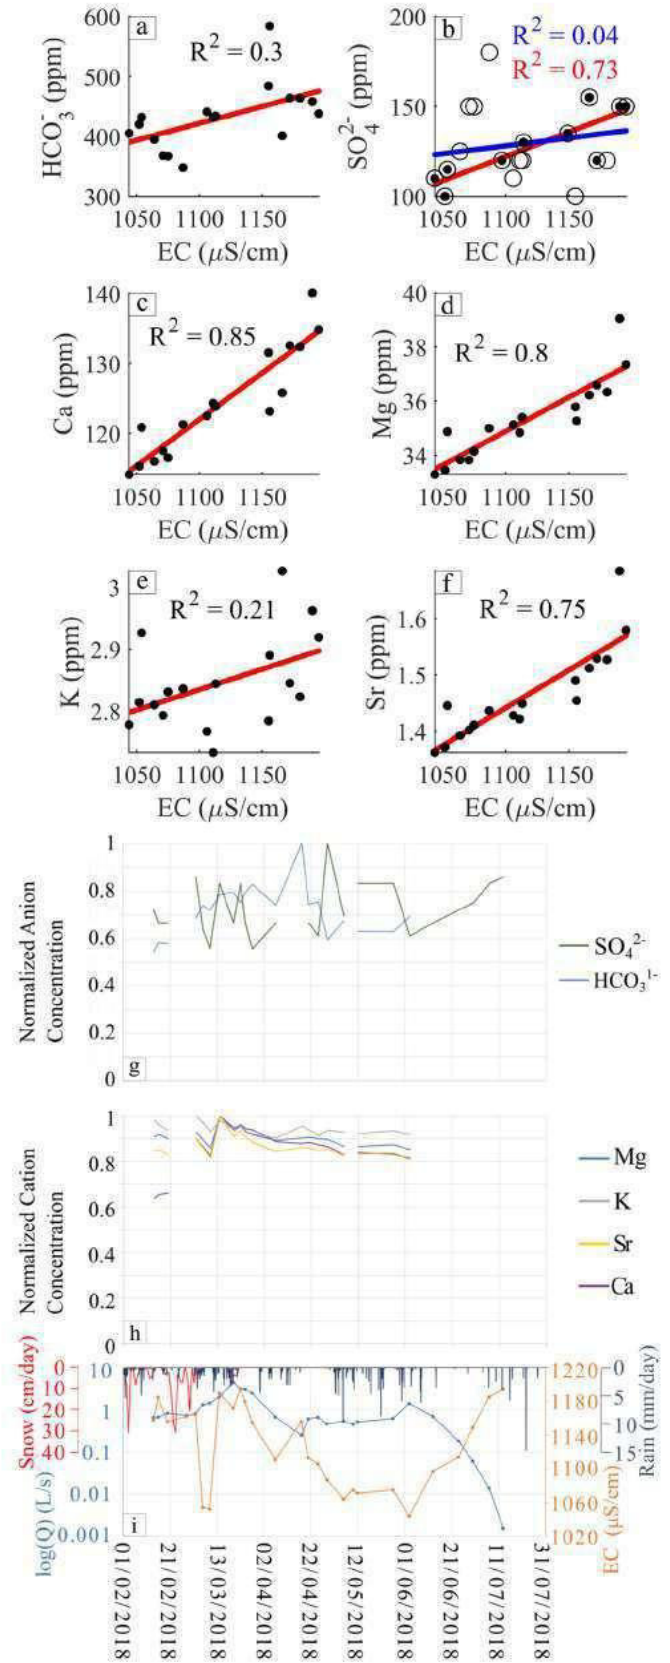 a
R² = 0.3
HCO₃⁻ (ppm)
600
500
400
300
1050 1100 1150
EC (μS/cm)
b
R² = 0.04
R² = 0.73
SO₄²⁻ (ppm)
200
150
100
1050 1100 1150
EC (μS/cm)
c
R² = 0.85
Ca (ppm)
140
130
120
1050 1100 1150
EC (μS/cm)
d
R² = 0.8
Mg (ppm)
40
38
36
34
1050 1100 1150
EC (μS/cm)
e
R² = 0.21
K (ppm)
3
2.9
2.8
1050 1100 1150
EC (μS/cm)
f
R² = 0.75
Sr (ppm)
1.6
1.5
1.4
1050 1100 1150
EC (μS/cm)
Normalized Anion
Concentration
1
0.8
0.6
0.4
0.2
0
g
SO₄²⁻
HCO₃¹⁻
Normalized Cation
Concentration
1
0.8
0.6
0.4
0.2
0
h
Mg
K
Sr
Ca
Snow (cm/day)
0
10
20
30
40
log(Q) (L/s)
10
1
0.1
0.01
0.001
i
1220
1180
1140
1100
1060
1020
EC (μS/cm)
0
5
10
15
Rain (mm/day)
01/02/2018
21/02/2018
13/03/2018
02/04/2018
22/04/2018
12/05/2018
01/06/2018
21/06/2018
11/07/2018
31/07/2018